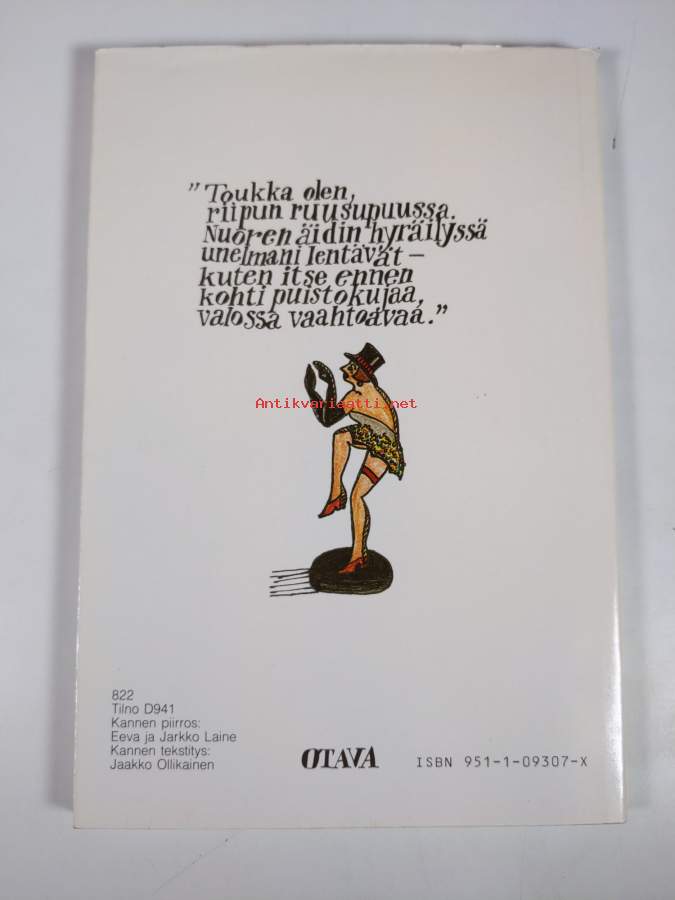 "Toukka olen,
riipun ruusupuussa.
Nuoren äidin hyräilyssä
unelmani lentävät –
kuten itse ennen
kohti puistokujaa,
valossa vaahtoavaa."
Antikvariaatti.net
822
Tilno D941
Kannen piirros:
Eeva ja Jarkko Laine
Kannen tekstitys:
Jaakko Ollikainen
OTAVA
ISBN 951-1-09307-X